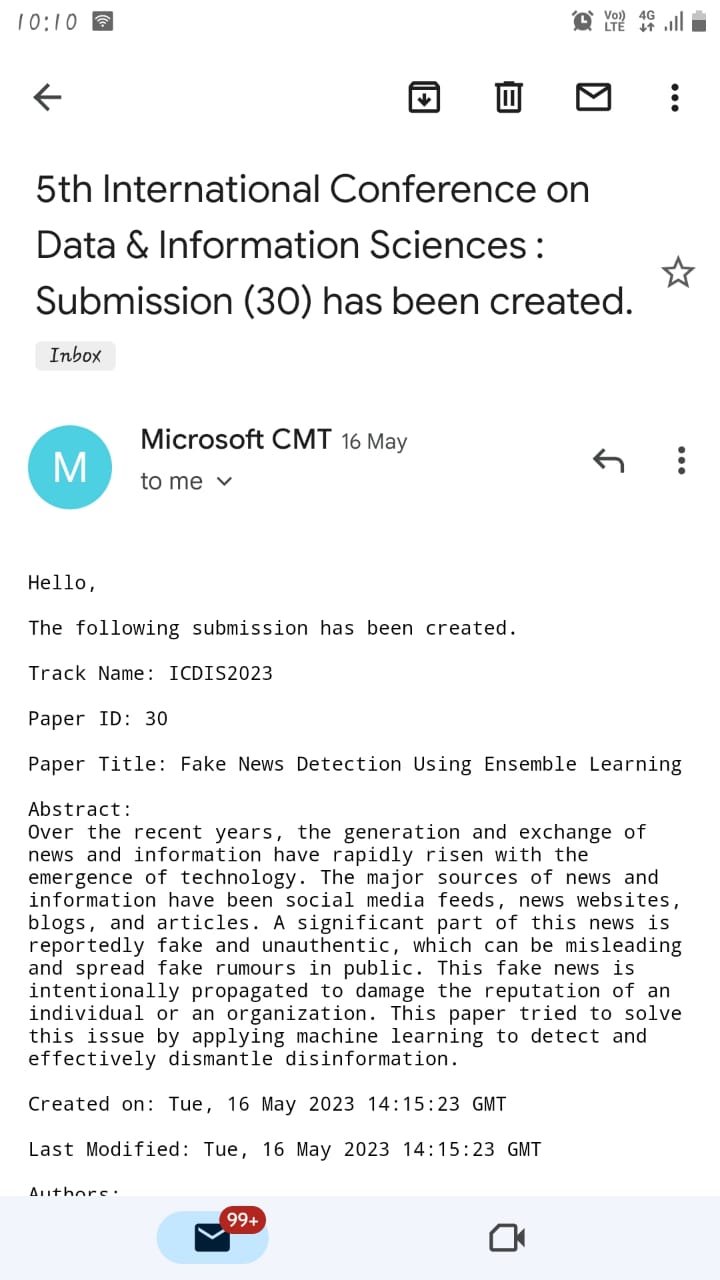 10:10
Vo)) LTE 4G
5th International Conference on
Data & Information Sciences :
Submission (30) has been created.
Inbox
M
Microsoft CMT 16 May
to me
Hello,
The following submission has been created.
Track Name: ICDIS2023
Paper ID: 30
Paper Title: Fake News Detection Using Ensemble Learning
Abstract:
Over the recent years, the generation and exchange of
news and information have rapidly risen with the
emergence of technology. The major sources of news and
information have been social media feeds, news websites,
blogs, and articles. A significant part of this news is
reportedly fake and unauthentic, which can be misleading
and spread fake rumours in public. This fake news is
intentionally propagated to damage the reputation of an
individual or an organization. This paper tried to solve
this issue by applying machine learning to detect and
effectively dismantle disinformation.
Created on: Tue, 16 May 2023 14:15:23 GMT
Last Modified: Tue, 16 May 2023 14:15:23 GMT
Authors:
99+